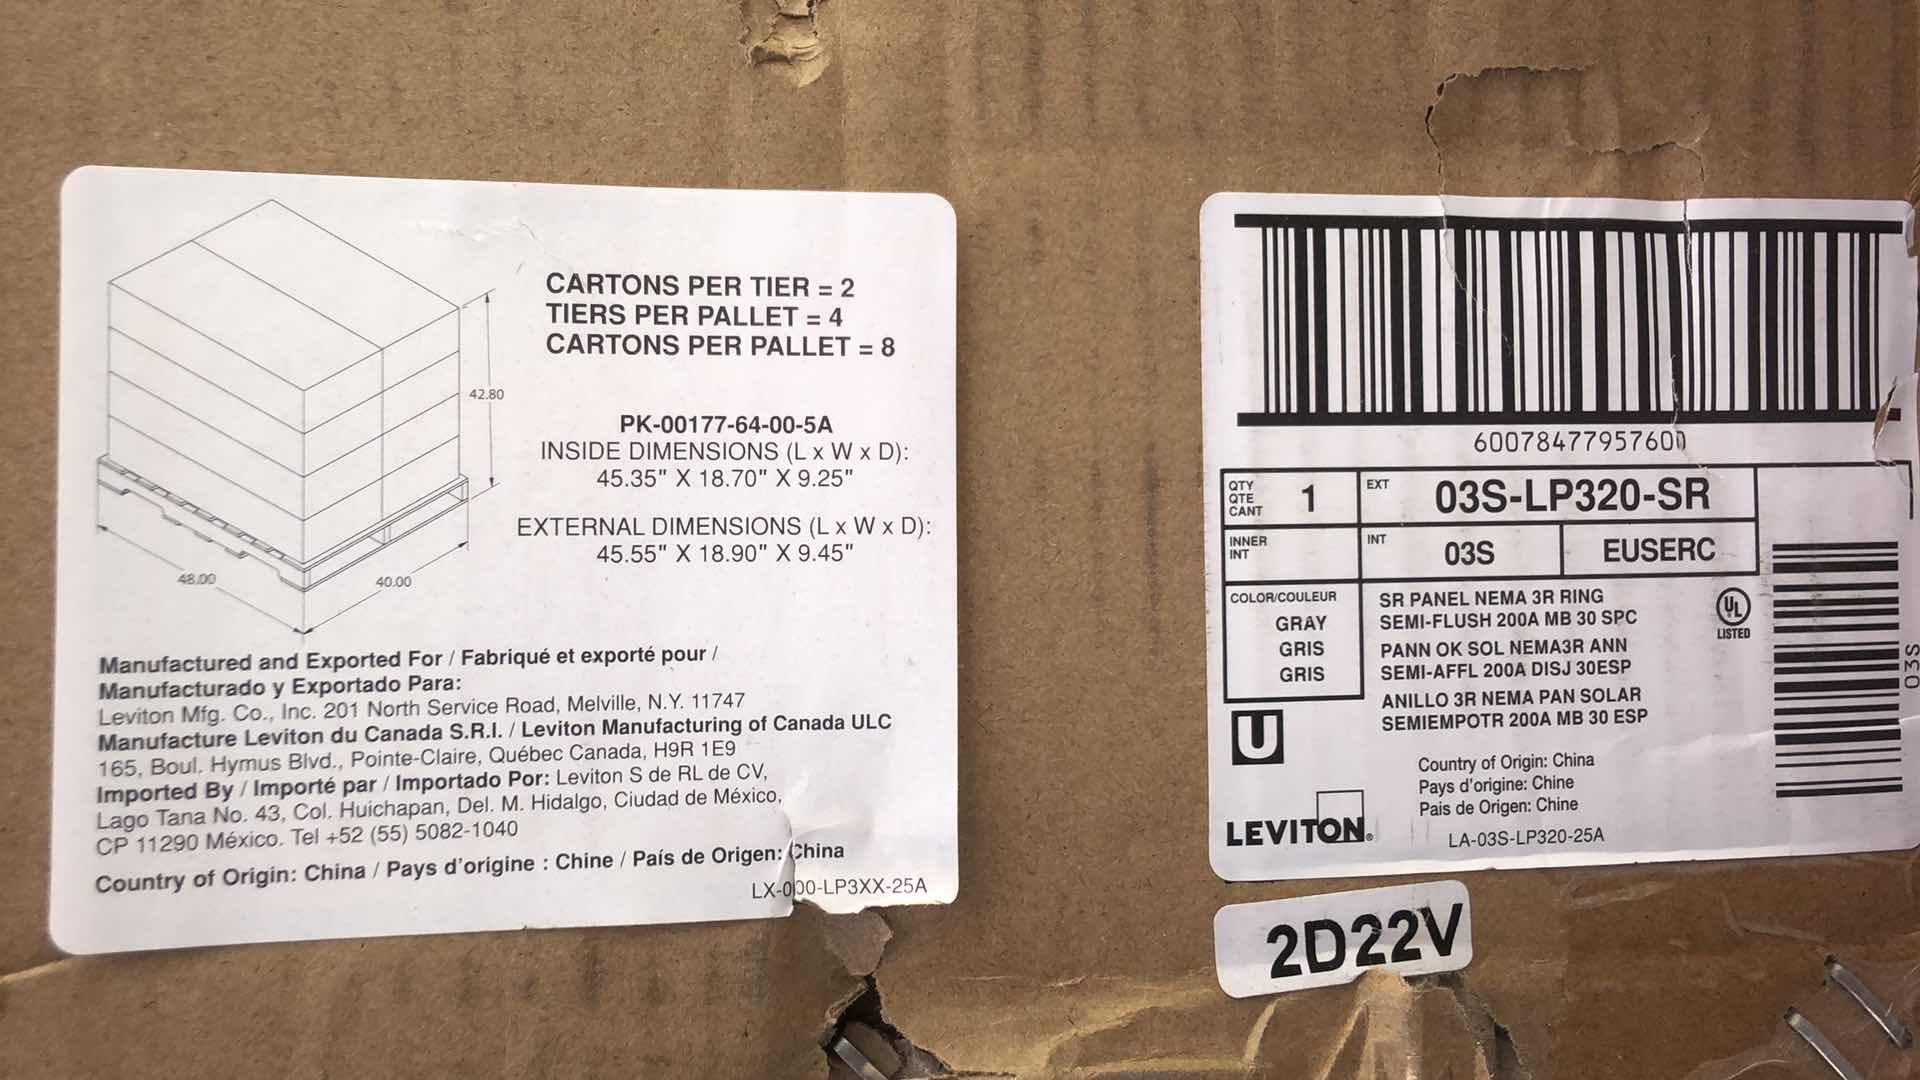 CARTONS PER TIER = 2
TIERS PER PALLET = 4
CARTONS PER PALLET = 8
42.80
48.00
40.00
PK-00177-64-00-5A
INSIDE DIMENSIONS (L x W x D):
45.35" X 18.70" X 9.25"
EXTERNAL DIMENSIONS (L x W x D):
45.55" X 18.90" X 9.45"
Manufactured and Exported For / Fabriqué et exporté pour /
Manufacturado y Exportado Para:
Leviton Mfg. Co., Inc. 201 North Service Road, Melville, N.Y. 11747
Manufacture Leviton du Canada S.R.I. / Leviton Manufacturing of Canada ULC
165, Boul. Hymus Blvd., Pointe-Claire, Québec Canada, H9R 1E9
Imported By / Importé par / Importado Por: Leviton S de RL de CV,
Lago Tana No. 43, Col. Huichapan, Del. M. Hidalgo, Ciudad de México,
CP 11290 México. Tel +52 (55) 5082-1040
Country of Origin: China / Pays d'origine : Chine / País de Origen: China
LX-000-LP3XX-25A
60078477957600
QTY
QTE
CANT
1
EXT
03S-LP320-SR
INNER
INT
INT
03S
EUSERC
COLOR/COULEUR
GRAY
GRIS
GRIS
SR PANEL NEMA 3R RING
SEMI-FLUSH 200A MB 30 SPC
PANN OK SOL NEMA3R ANN
SEMI-AFFL 200A DISJ 30ESP
ANILLO 3R NEMA PAN SOLAR
SEMIEMPOTR 200A MB 30 ESP
UL
LISTED
03S
U
Country of Origin: China
Pays d'origine: Chine
Pais de Origen: Chine
LEVITON®
LA-03S-LP320-25A
2D22V